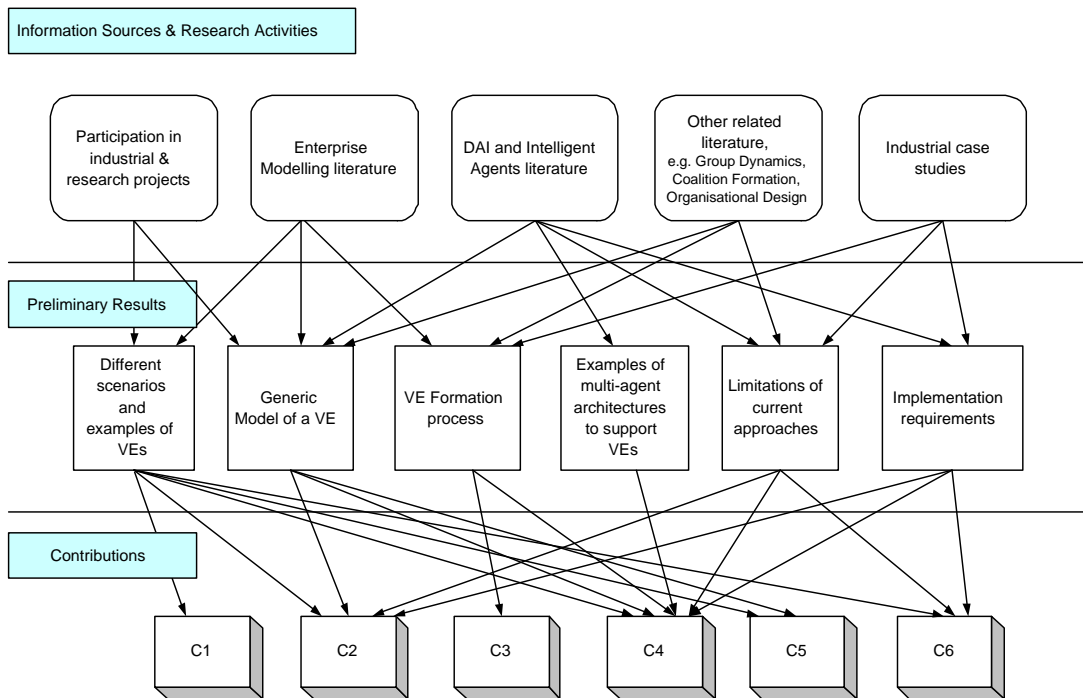 Information Sources & Research Activities
Participation in
industrial &
research projects
Enterprise
Modelling literature
DAI and Intelligent
Agents literature
Other related
literature,
e.g. Group Dynamics,
Coalition Formation,
Organisational Design
Industrial case
studies
Preliminary Results
Different
scenarios
and
examples of
VEs
Generic
Model of a VE
VE Formation
process
Examples of
multi-agent
architectures
to support
VEs
Limitations of
current
approaches
Implementation
requirements
Contributions
C1
C2
C3
C4
C5
C6